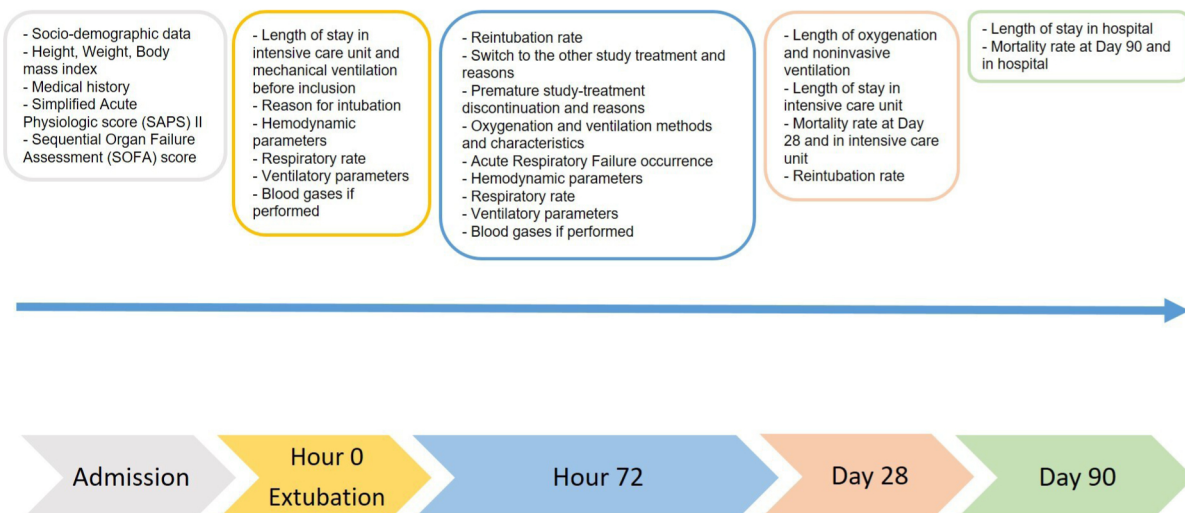 - Socio-demographic data
- Height, Weight, Body
mass index
- Medical history
- Simplified Acute
Physiologic score (SAPS) II
- Sequential Organ Failure
Assessment (SOFA) score
- Length of stay in
intensive care unit and
mechanical ventilation
before inclusion
- Reason for intubation
- Hemodynamic
parameters
- Respiratory rate
- Ventilatory parameters
- Blood gases if
performed
- Reintubation rate
- Switch to the other study treatment and
reasons
- Premature study-treatment
discontinuation and reasons
- Oxygenation and ventilation methods
and characteristics
- Acute Respiratory Failure occurrence
- Hemodynamic parameters
- Respiratory rate
- Ventilatory parameters
- Blood gases if performed
- Length of oxygenation
and noninvasive
ventilation
- Length of stay in
intensive care unit
- Mortality rate at Day
28 and in intensive care
unit
- Reintubation rate
- Length of stay in hospital
- Mortality rate at Day 90 and
in hospital
Admission
Hour 0
Extubation
Hour 72
Day 28
Day 90